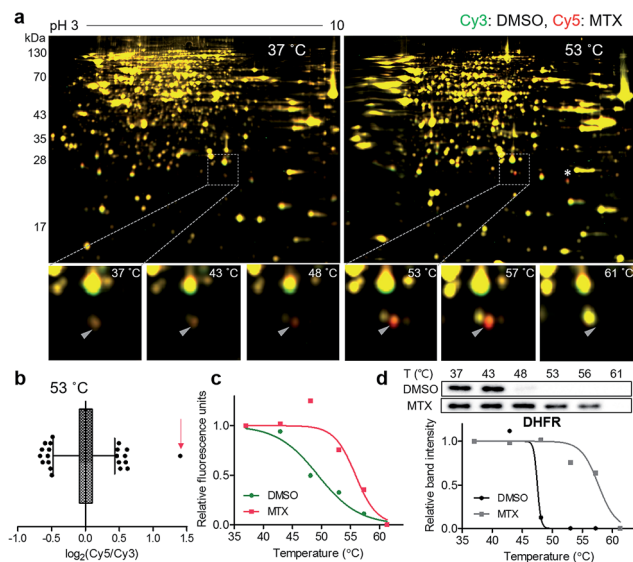 a
pH 3 10
Cy3: DMSO, Cy5: MTX
kDa
130
70
43
35
28
17
37 ˚C
53 ˚C
*
37 ˚C
43 ˚C
48 ˚C
53 ˚C
57 ˚C
61 ˚C
b
53 ˚C
-1.0 -0.5 0.0 0.5 1.0 1.5
log2(Cy5/Cy3)
c
Relative fluorescence units
1.0
0.5
0.0
DMSO
MTX
35 40 45 50 55 60
Temperature (°C)
d
T (°C) 37 43 48 53 56 61
DMSO
MTX
DHFR
Relative band intensity
1.0
0.5
0.0
DMSO
MTX
35 40 45 50 55 60
Temperature (°C)